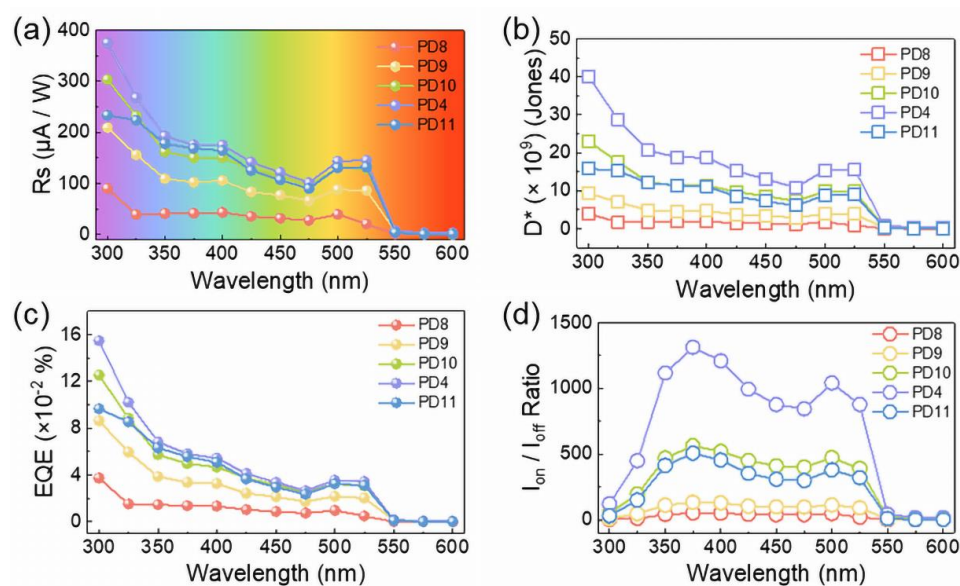 (a)
400
300
200
100
0
Rs (μA / W)
300 350 400 450 500 550 600
Wavelength (nm)
PD8
PD9
PD10
PD4
PD11
(b)
50
40
30
20
10
0
D* (× 10⁹) (Jones)
300 350 400 450 500 550 600
Wavelength (nm)
PD8
PD9
PD10
PD4
PD11
(c)
16
12
8
4
0
EQE (×10⁻² %)
300 350 400 450 500 550 600
Wavelength (nm)
PD8
PD9
PD10
PD4
PD11
(d)
1500
1000
500
0
Ion / Ioff Ratio
300 350 400 450 500 550 600
Wavelength (nm)
PD8
PD9
PD10
PD4
PD11